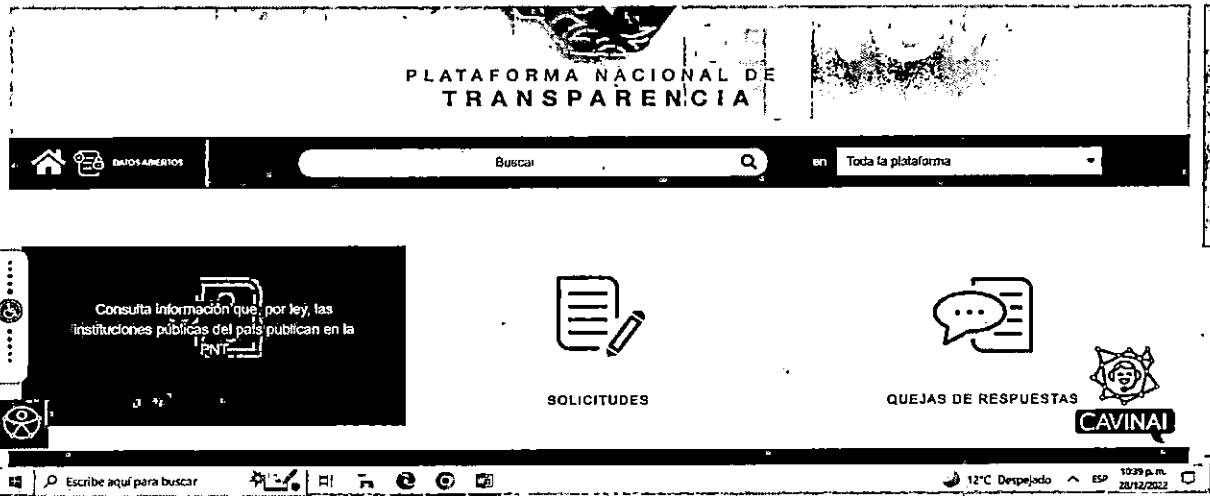 PLATAFORMA NACIONAL DE
TRANSPARENCIA
DATOS ABIERTOS
Buscar
en
Toda la plataforma
Consulta información que, por ley, las
instituciones públicas del país publican en la
PNT
SOLICITUDES
QUEJAS DE RESPUESTAS
CAVINAI
Escribe aquí para buscar
12°C Despejado
ESP
10:39 p. m.
28/12/2022